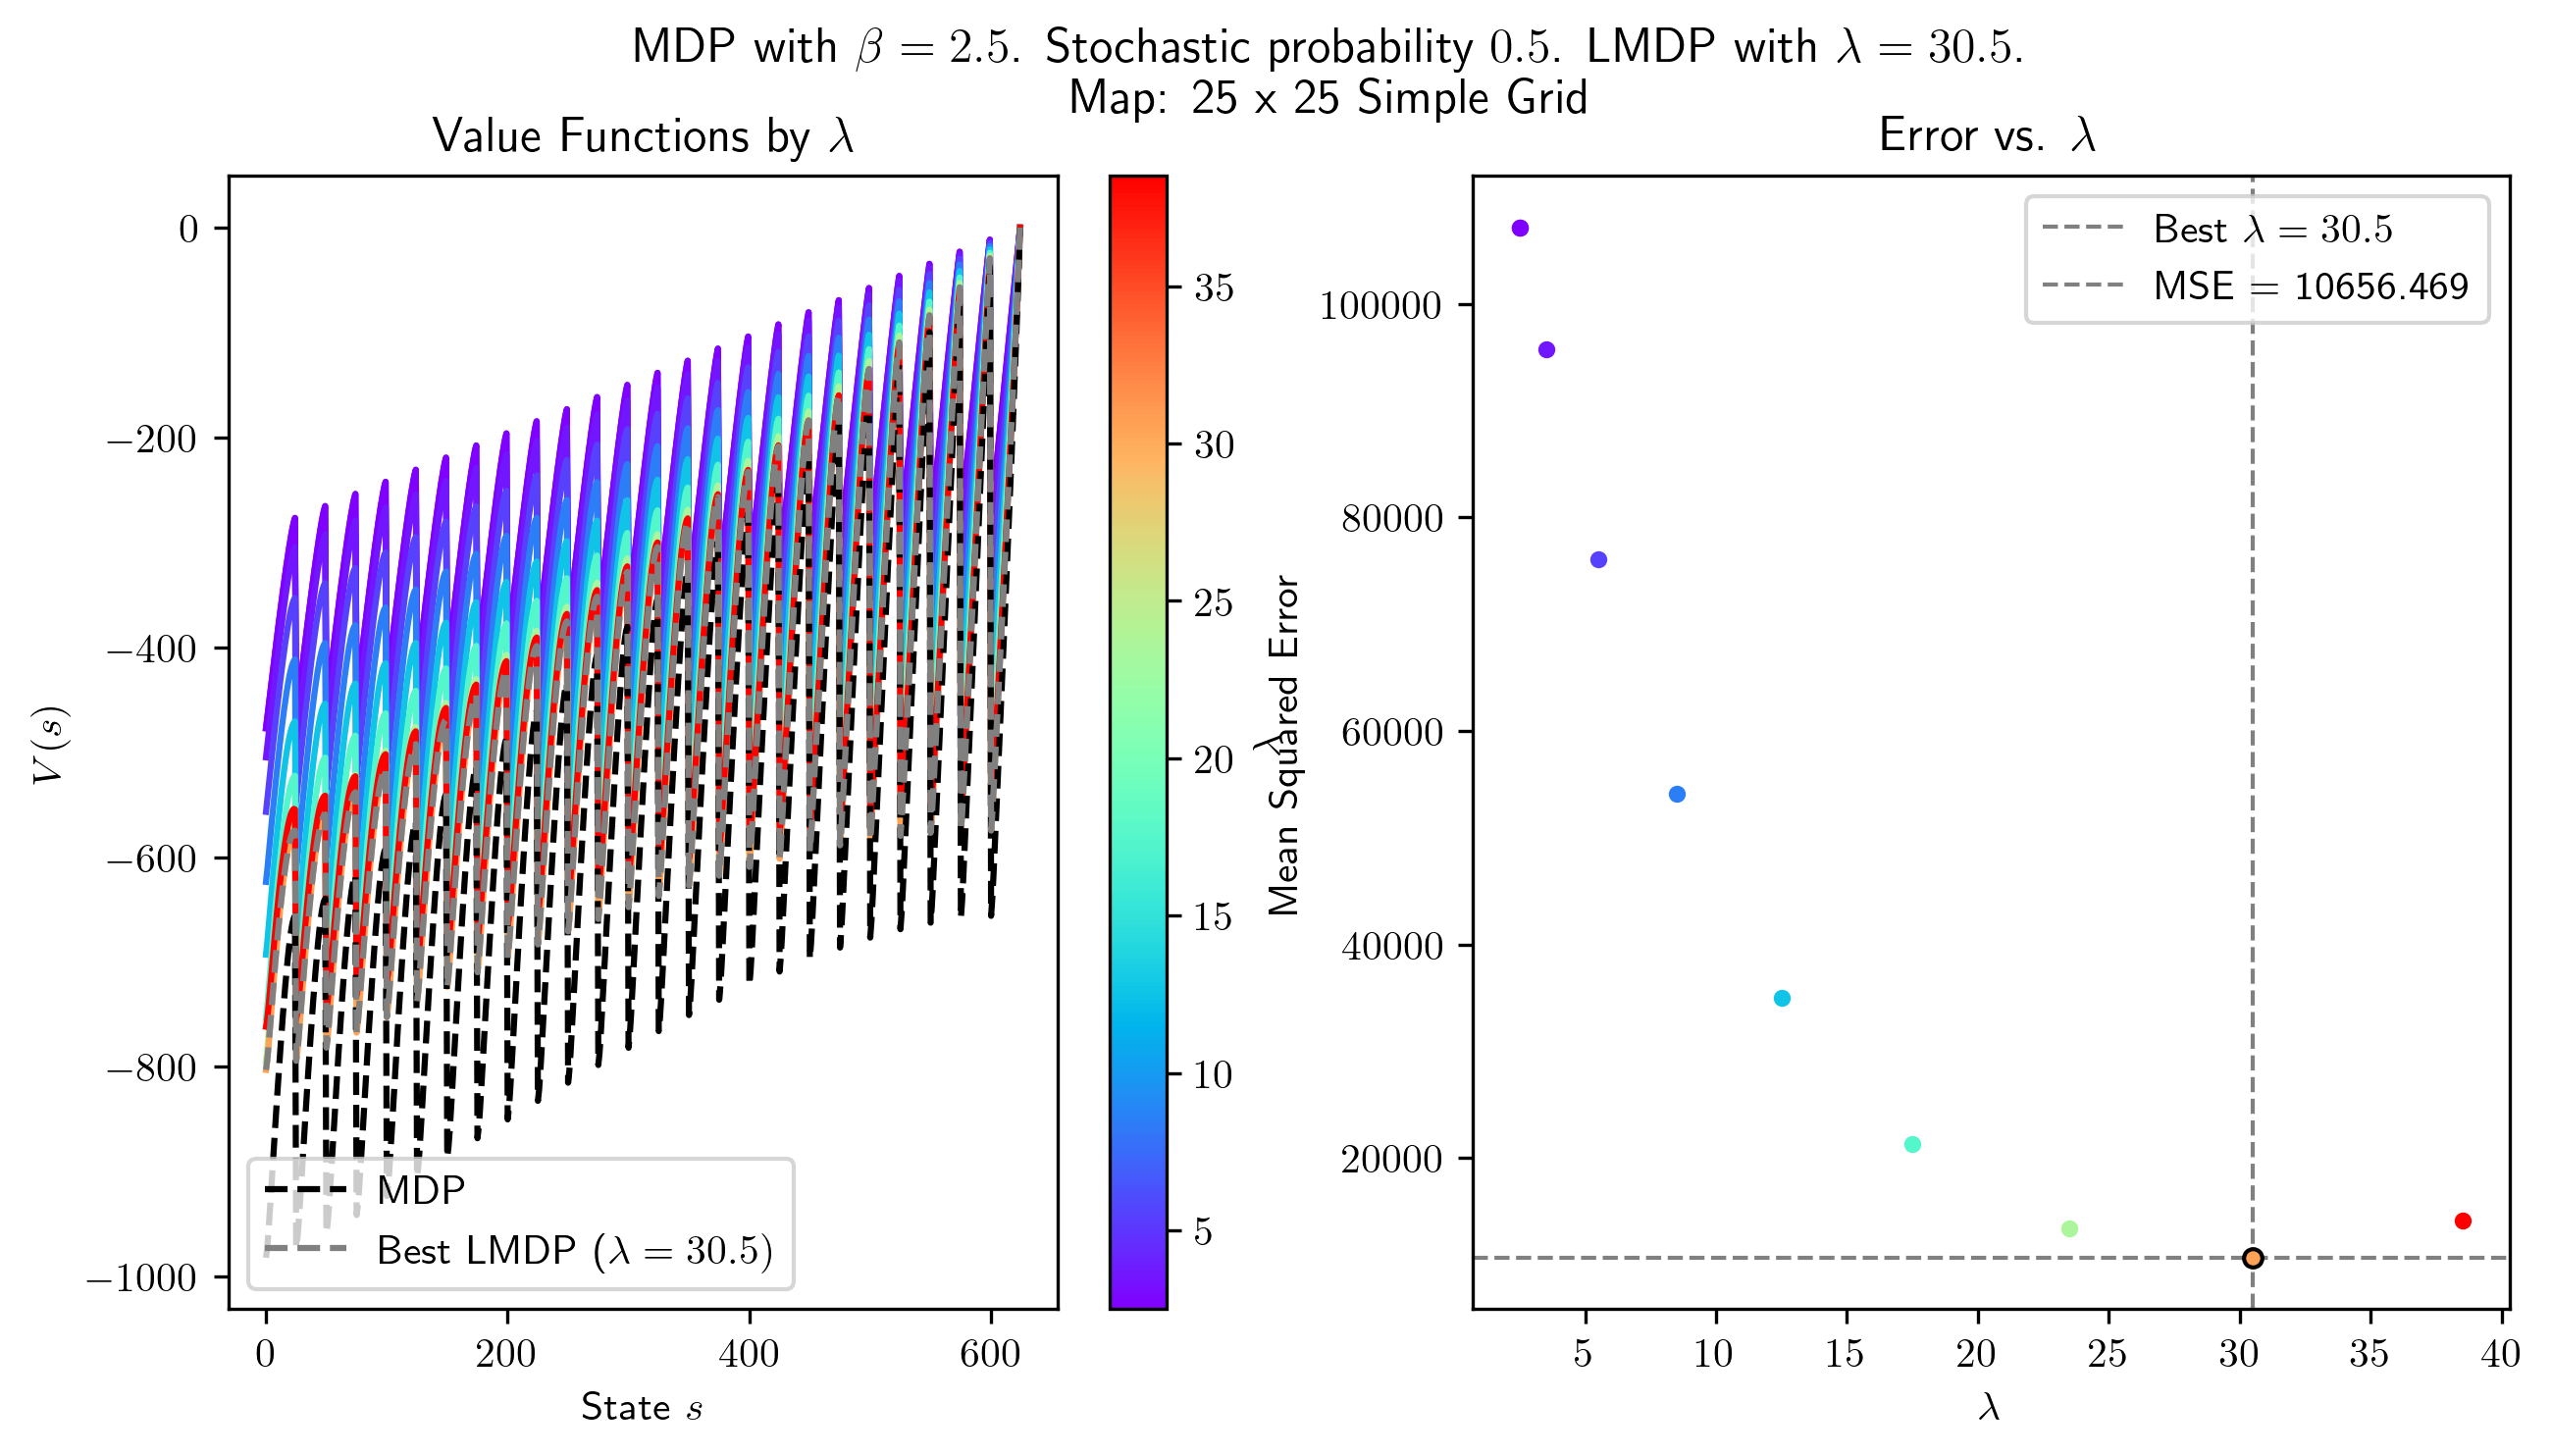 MDP with β = 2.5. Stochastic probability 0.5. LMDP with λ = 30.5.
Map: 25 x 25 Simple Grid
Value Functions by λ
0
−200
−400
−600
−800
−1000
V(s)
0
200
400
600
State s
MDP
Best LMDP (λ = 30.5)
35
30
25
20
15
10
5
λ
Error vs. λ
100000
80000
60000
40000
20000
Mean Squared Error
5
10
15
20
25
30
35
40
λ
Best λ = 30.5
MSE = 10656.469